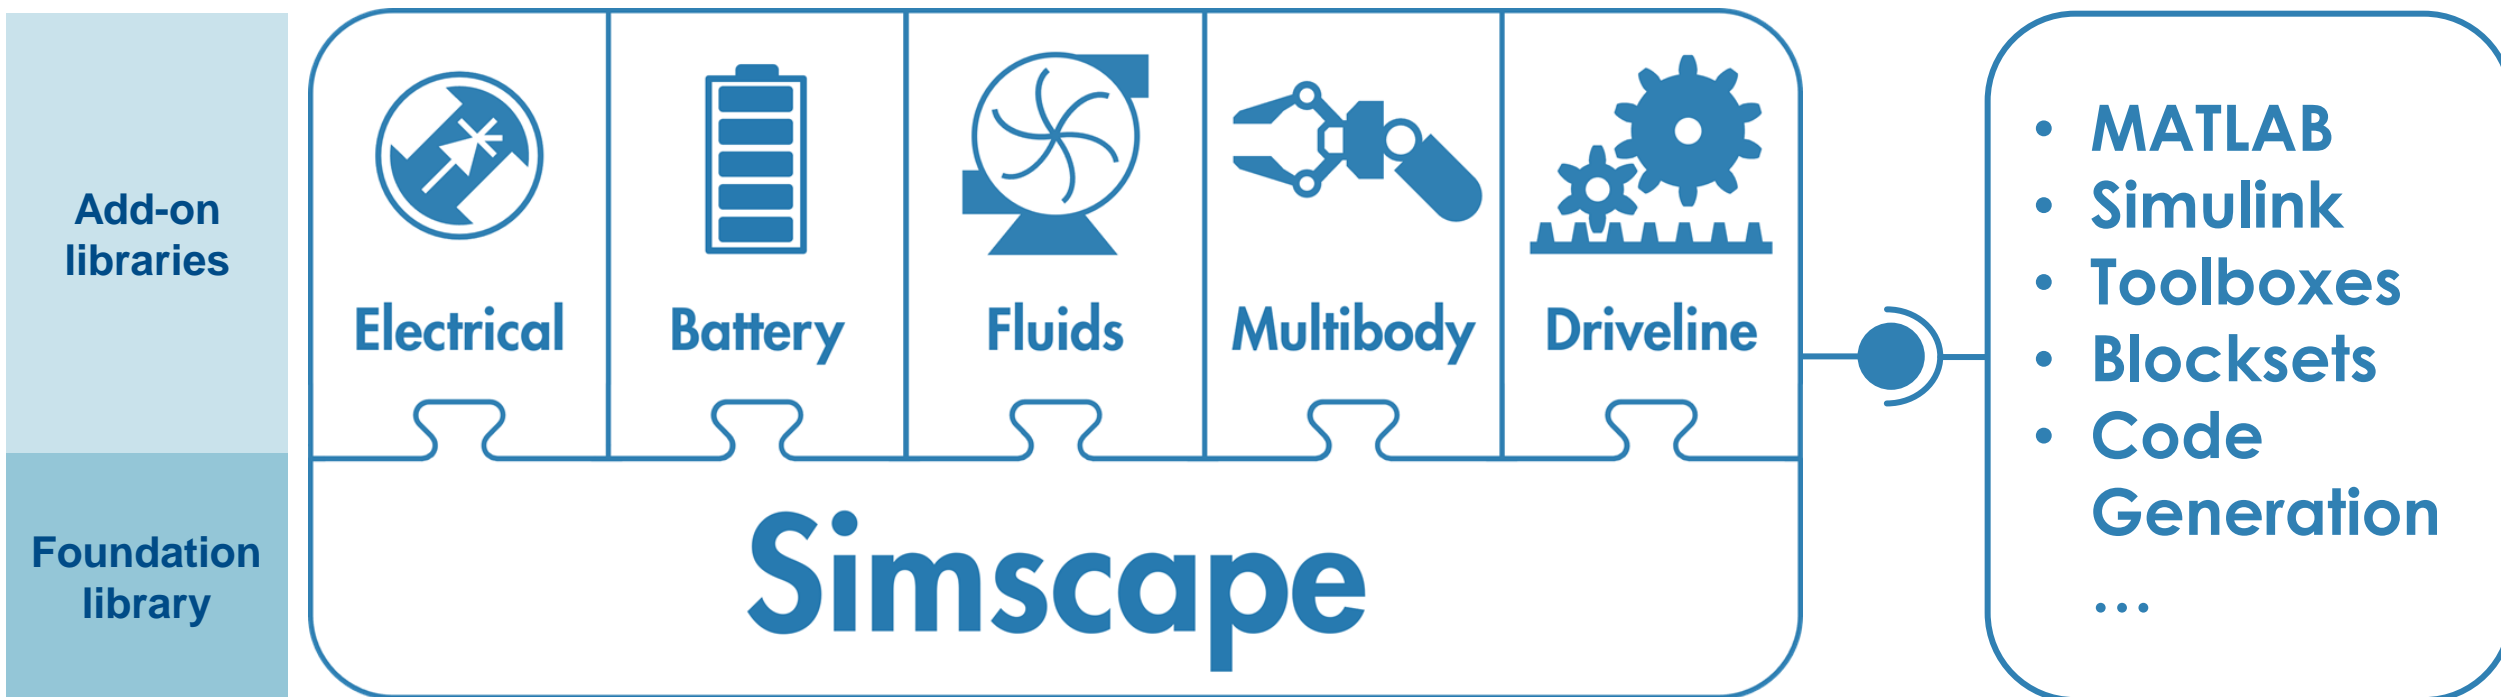 Add-on
libraries
Foundation
library
Electrical
Battery
Fluids
Multibody
Driveline
Simscape
• MATLAB
• Simulink
• Toolboxes
• Blocksets
• Code
Generation
...